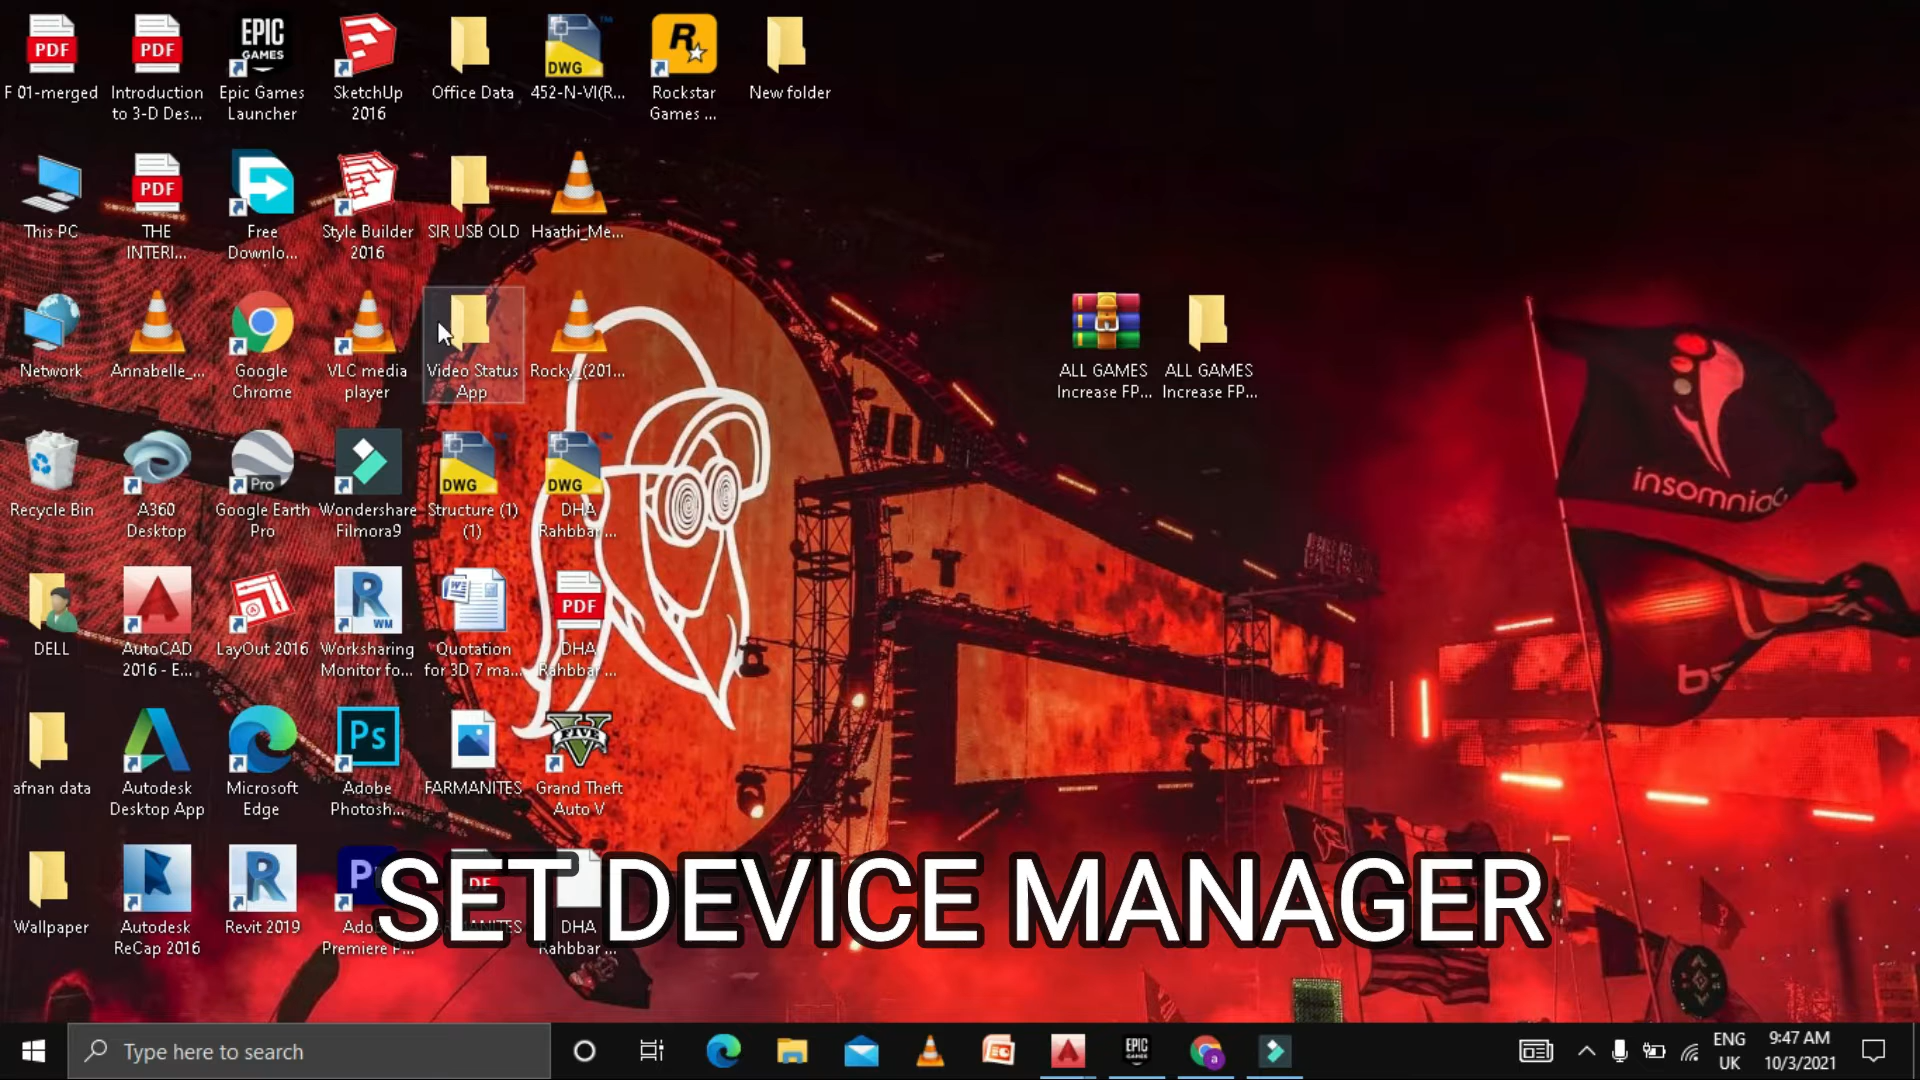 F 01-merged
Introduction
to 3-D Des...
EPIC
GAMES
Epic Games
Launcher
SketchUp
2016
Office Data
DWG
452-N-VI(R...
R
Rockstar
Games ...
New folder
PDF
PDF
This PC
PDF
THE
INTERI...
Free
Downlo...
Style Builder
2016
SIR USB OLD
Haathi_Me...
Network
Annabelle_...
Google
Chrome
VLC media
player
Video Status
App
Rocky_(201...
ALL GAMES
Increase FP...
ALL GAMES
Increase FP...
Recycle Bin
A360
Desktop
Pro
Google Earth
Pro
Wondershare
Filmora9
DWG
Structure (1)
(1)
DWG
DHA
Rahbbar ...
insomniac
DELL
AutoCAD
2016 - E...
LayOut 2016
R
WM
Worksharing
Monitor fo...
Quotation
for 3D 7 ma...
PDF
DHA
Rahbbar ...
afnan data
Autodesk
Desktop App
Microsoft
Edge
Ps
Adobe
Photosh...
FARMANITES
FIVE
Grand Theft
Auto V
Wallpaper
Autodesk
ReCap 2016
R
Revit 2019
Premiere P...
DHA
Rahbbar ...
SET DEVICE MANAGER
Type here to search
EPIC
GAMES
a
ENG
UK
9:47 AM
10/3/2021